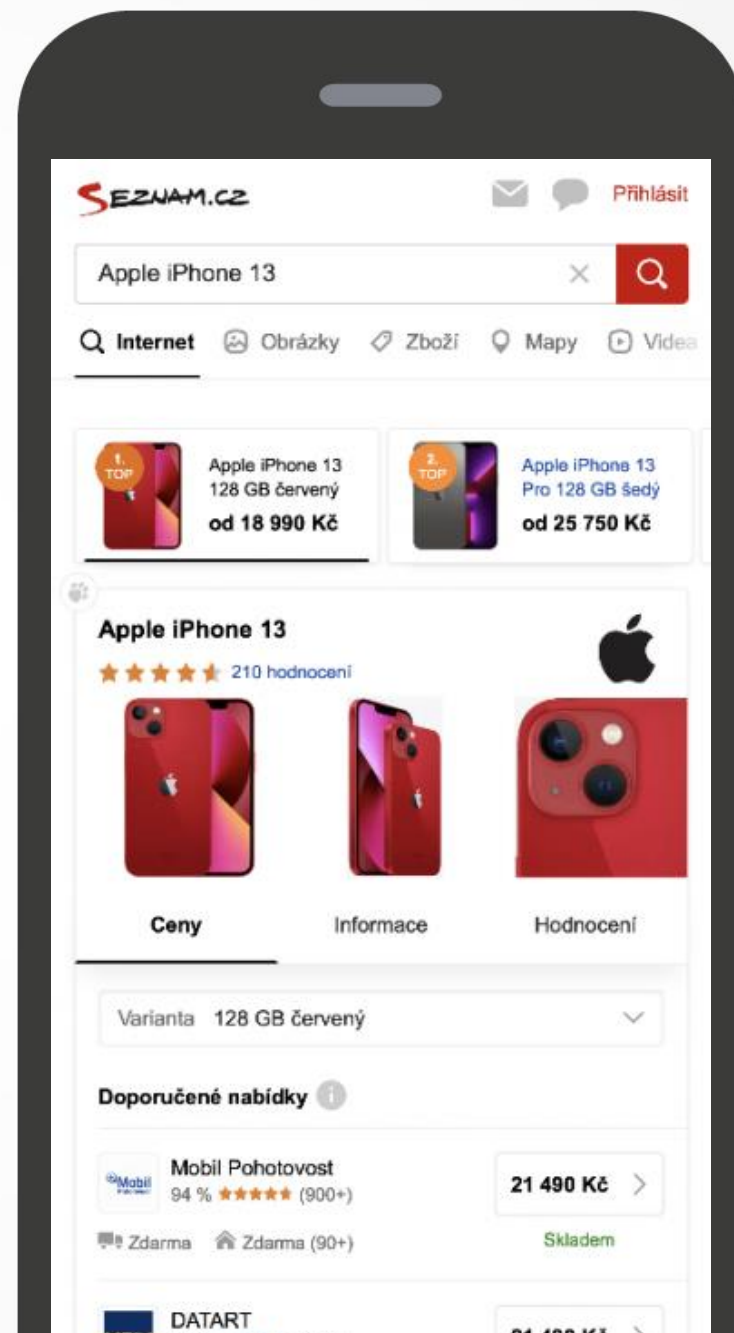 SEZNAM.CZ
Přihlásit
Apple iPhone 13
Internet Obrázky Zboží Mapy Videa
1. TOP
Apple iPhone 13
128 GB červený
od 18 990 Kč
2. TOP
Apple iPhone 13
Pro 128 GB šedý
od 25 750 Kč
Apple iPhone 13
210 hodnocení
Ceny Informace Hodnocení
Varianta 128 GB červený
Doporučené nabídky
Mobil Pohotovost
94 % (900+)
21 490 Kč
Zdarma Zdarma (90+)
Skladem
DATART